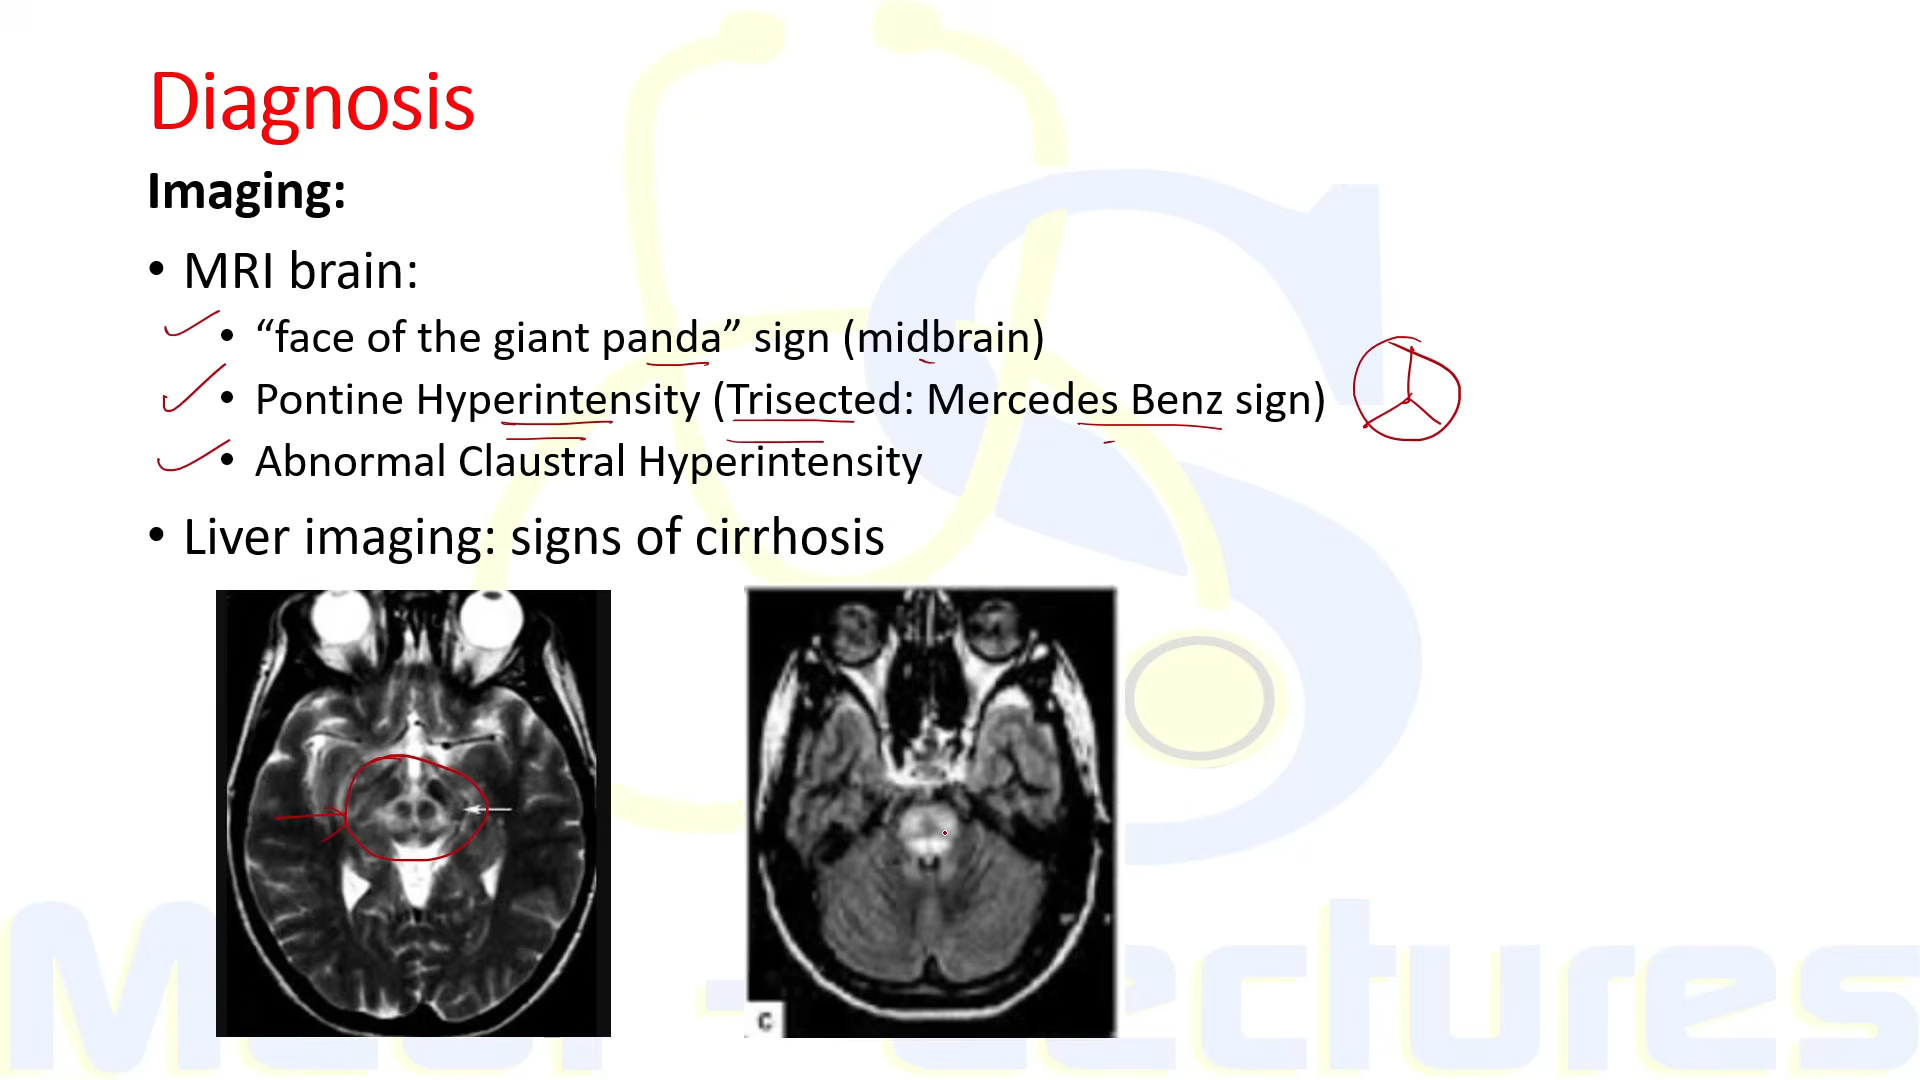 Diagnosis
Imaging:
• MRI brain:
• “face of the giant panda” sign (midbrain)
• Pontine Hyperintensity (Trisected: Mercedes Benz sign)
• Abnormal Claustral Hyperintensity
• Liver imaging: signs of cirrhosis
C